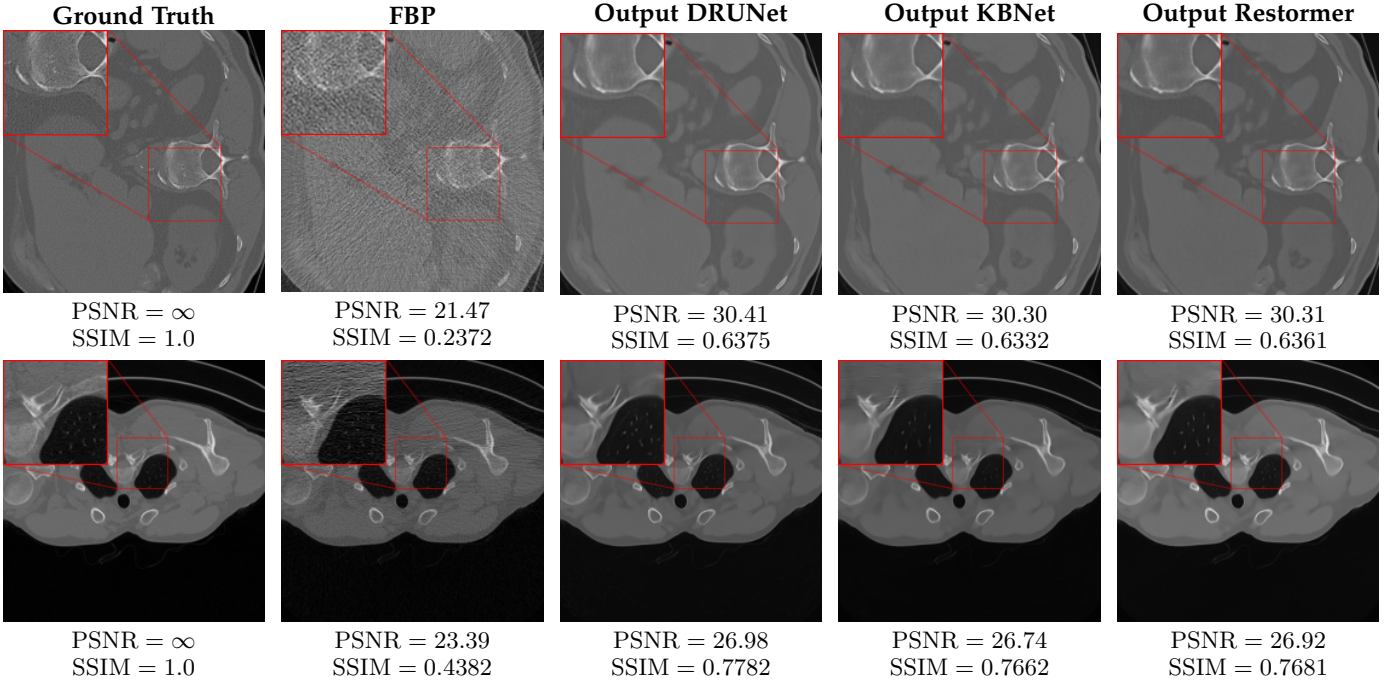 Ground Truth FBP Output DRUNet Output KBNet Output Restormer
PSNR = ∞ PSNR = 21.47 PSNR = 30.41 PSNR = 30.30 PSNR = 30.31
SSIM = 1.0 SSIM = 0.2372 SSIM = 0.6375 SSIM = 0.6332 SSIM = 0.6361
PSNR = ∞ PSNR = 23.39 PSNR = 26.98 PSNR = 26.74 PSNR = 26.92
SSIM = 1.0 SSIM = 0.4382 SSIM = 0.7782 SSIM = 0.7662 SSIM = 0.7681